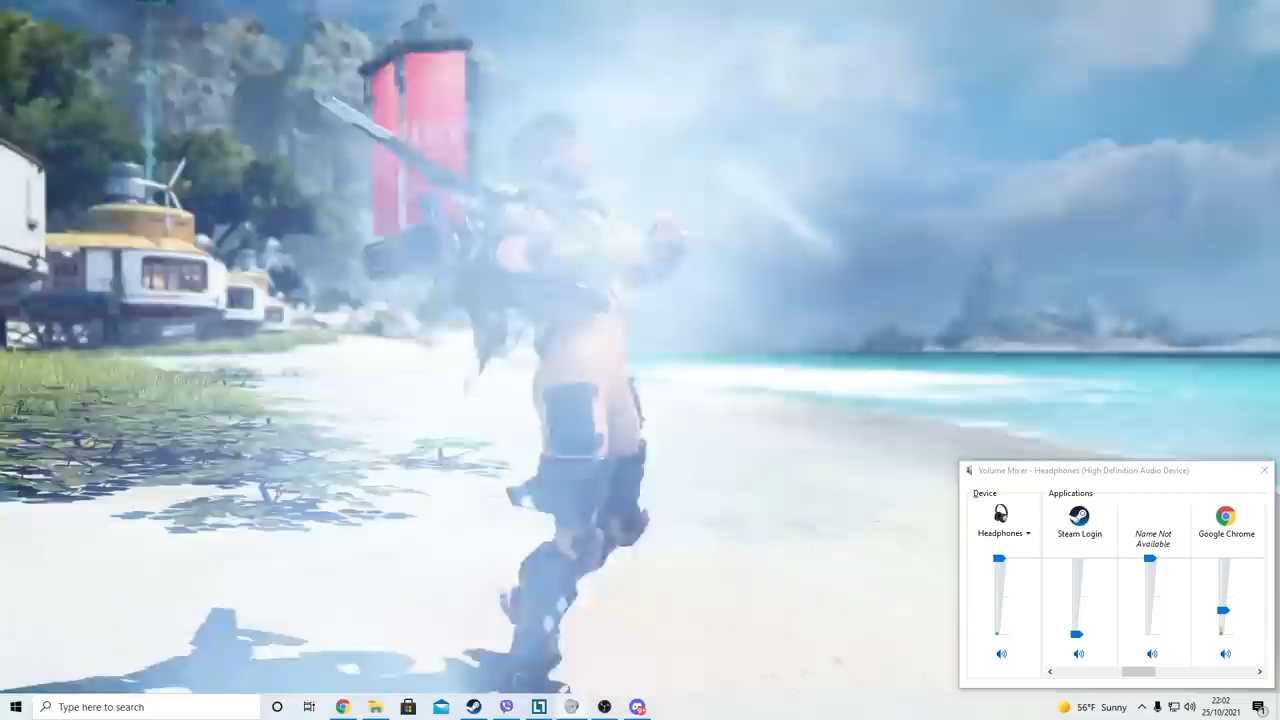 Volume Mixer - Headphones (High Definition Audio Device)
Device
Applications
Headphones
Steam Login
Name Not
Available
Google Chrome
Type here to search
56°F Sunny
22:02
25/10/2021